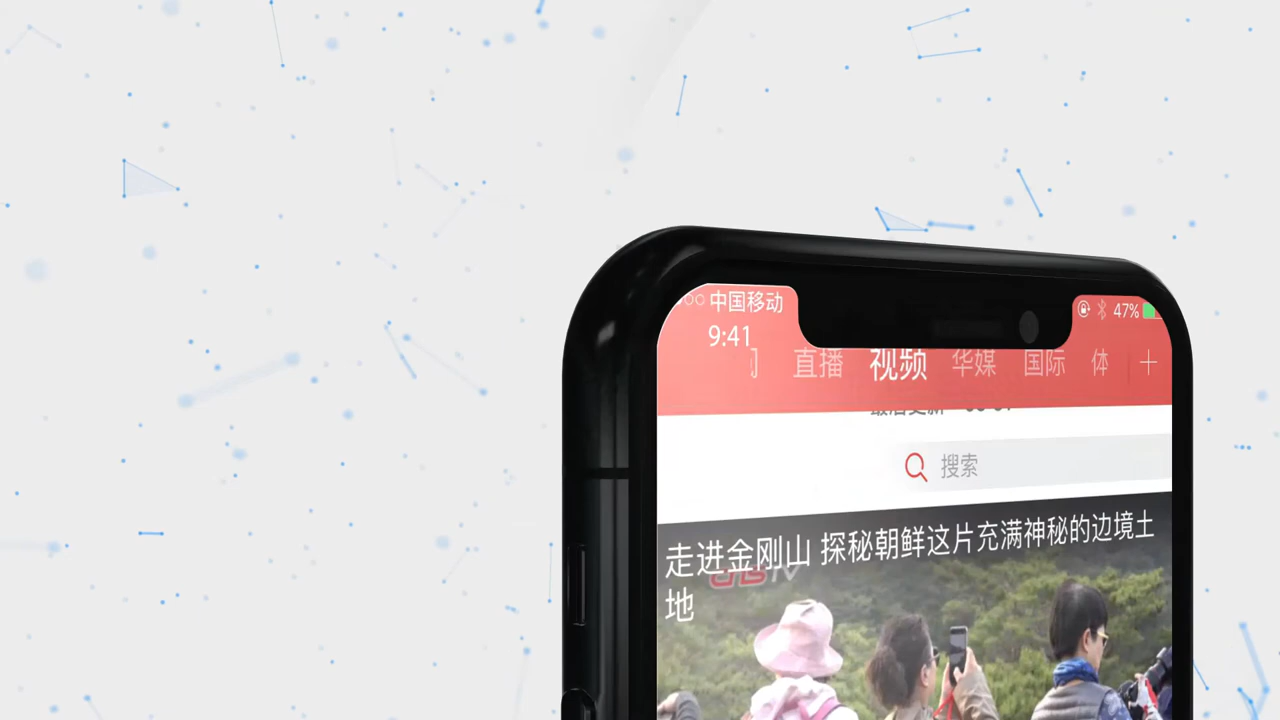 中国移动
47%
9:41
直播 视频 华媒 国际 体 +
搜索
走进金刚山 探秘朝鲜这片充满神秘的边境土
地